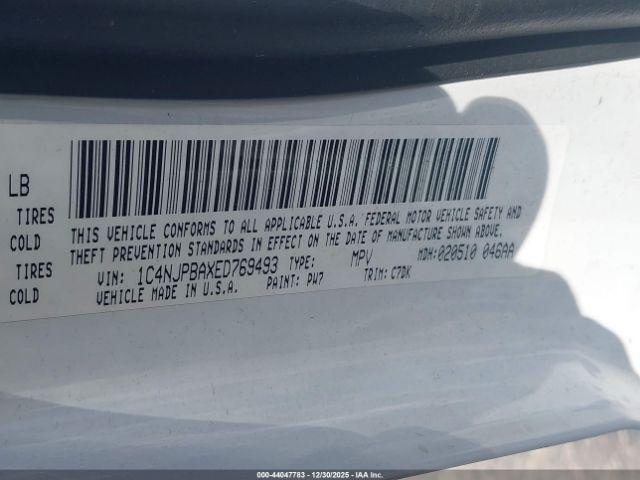 LB
TIRES
COLD
TIRES
COLD
THIS VEHICLE CONFORMS TO ALL APPLICABLE U.S.A. FEDERAL MOTOR VEHICLE SAFETY AND
THEFT PREVENTION STANDARDS IN EFFECT ON THE DATE OF MANUFACTURE SHOWN ABOVE.
VIN: 1C4NJPBAXED769493 TYPE: MPV MDH:020510 046AA
VEHICLE MADE IN U.S.A. PAINT: PW7 TRIM: C7DK
000-44047783 - 12/30/2025 - IAA Inc.